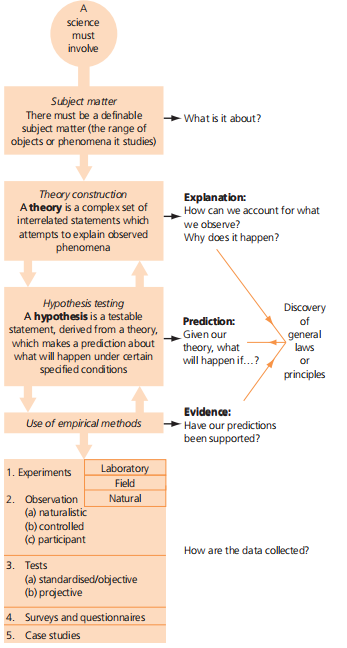 A
science
must
involve
Subject matter
There must be a definable
subject matter (the range of
objects or phenomena it studies)
What is it about?
Theory construction
A theory is a complex set of
interrelated statements which
attempts to explain observed
phenomena
Explanation:
How can we account for what
we observe?
Why does it happen?
Hypothesis testing
A hypothesis is a testable
statement, derived from a theory,
which makes a prediction about
what will happen under certain
specified conditions
Prediction:
Given our
theory, what
will happen if…?
Discovery
of
general
laws
or
principles
Use of empirical methods
Evidence:
Have our predictions
been supported?
1. Experiments
Laboratory
Field
Natural
2. Observation
(a) naturalistic
(b) controlled
(c) participant
3. Tests
(a) standardised/objective
(b) projective
4. Surveys and questionnaires
5. Case studies
How are the data collected?